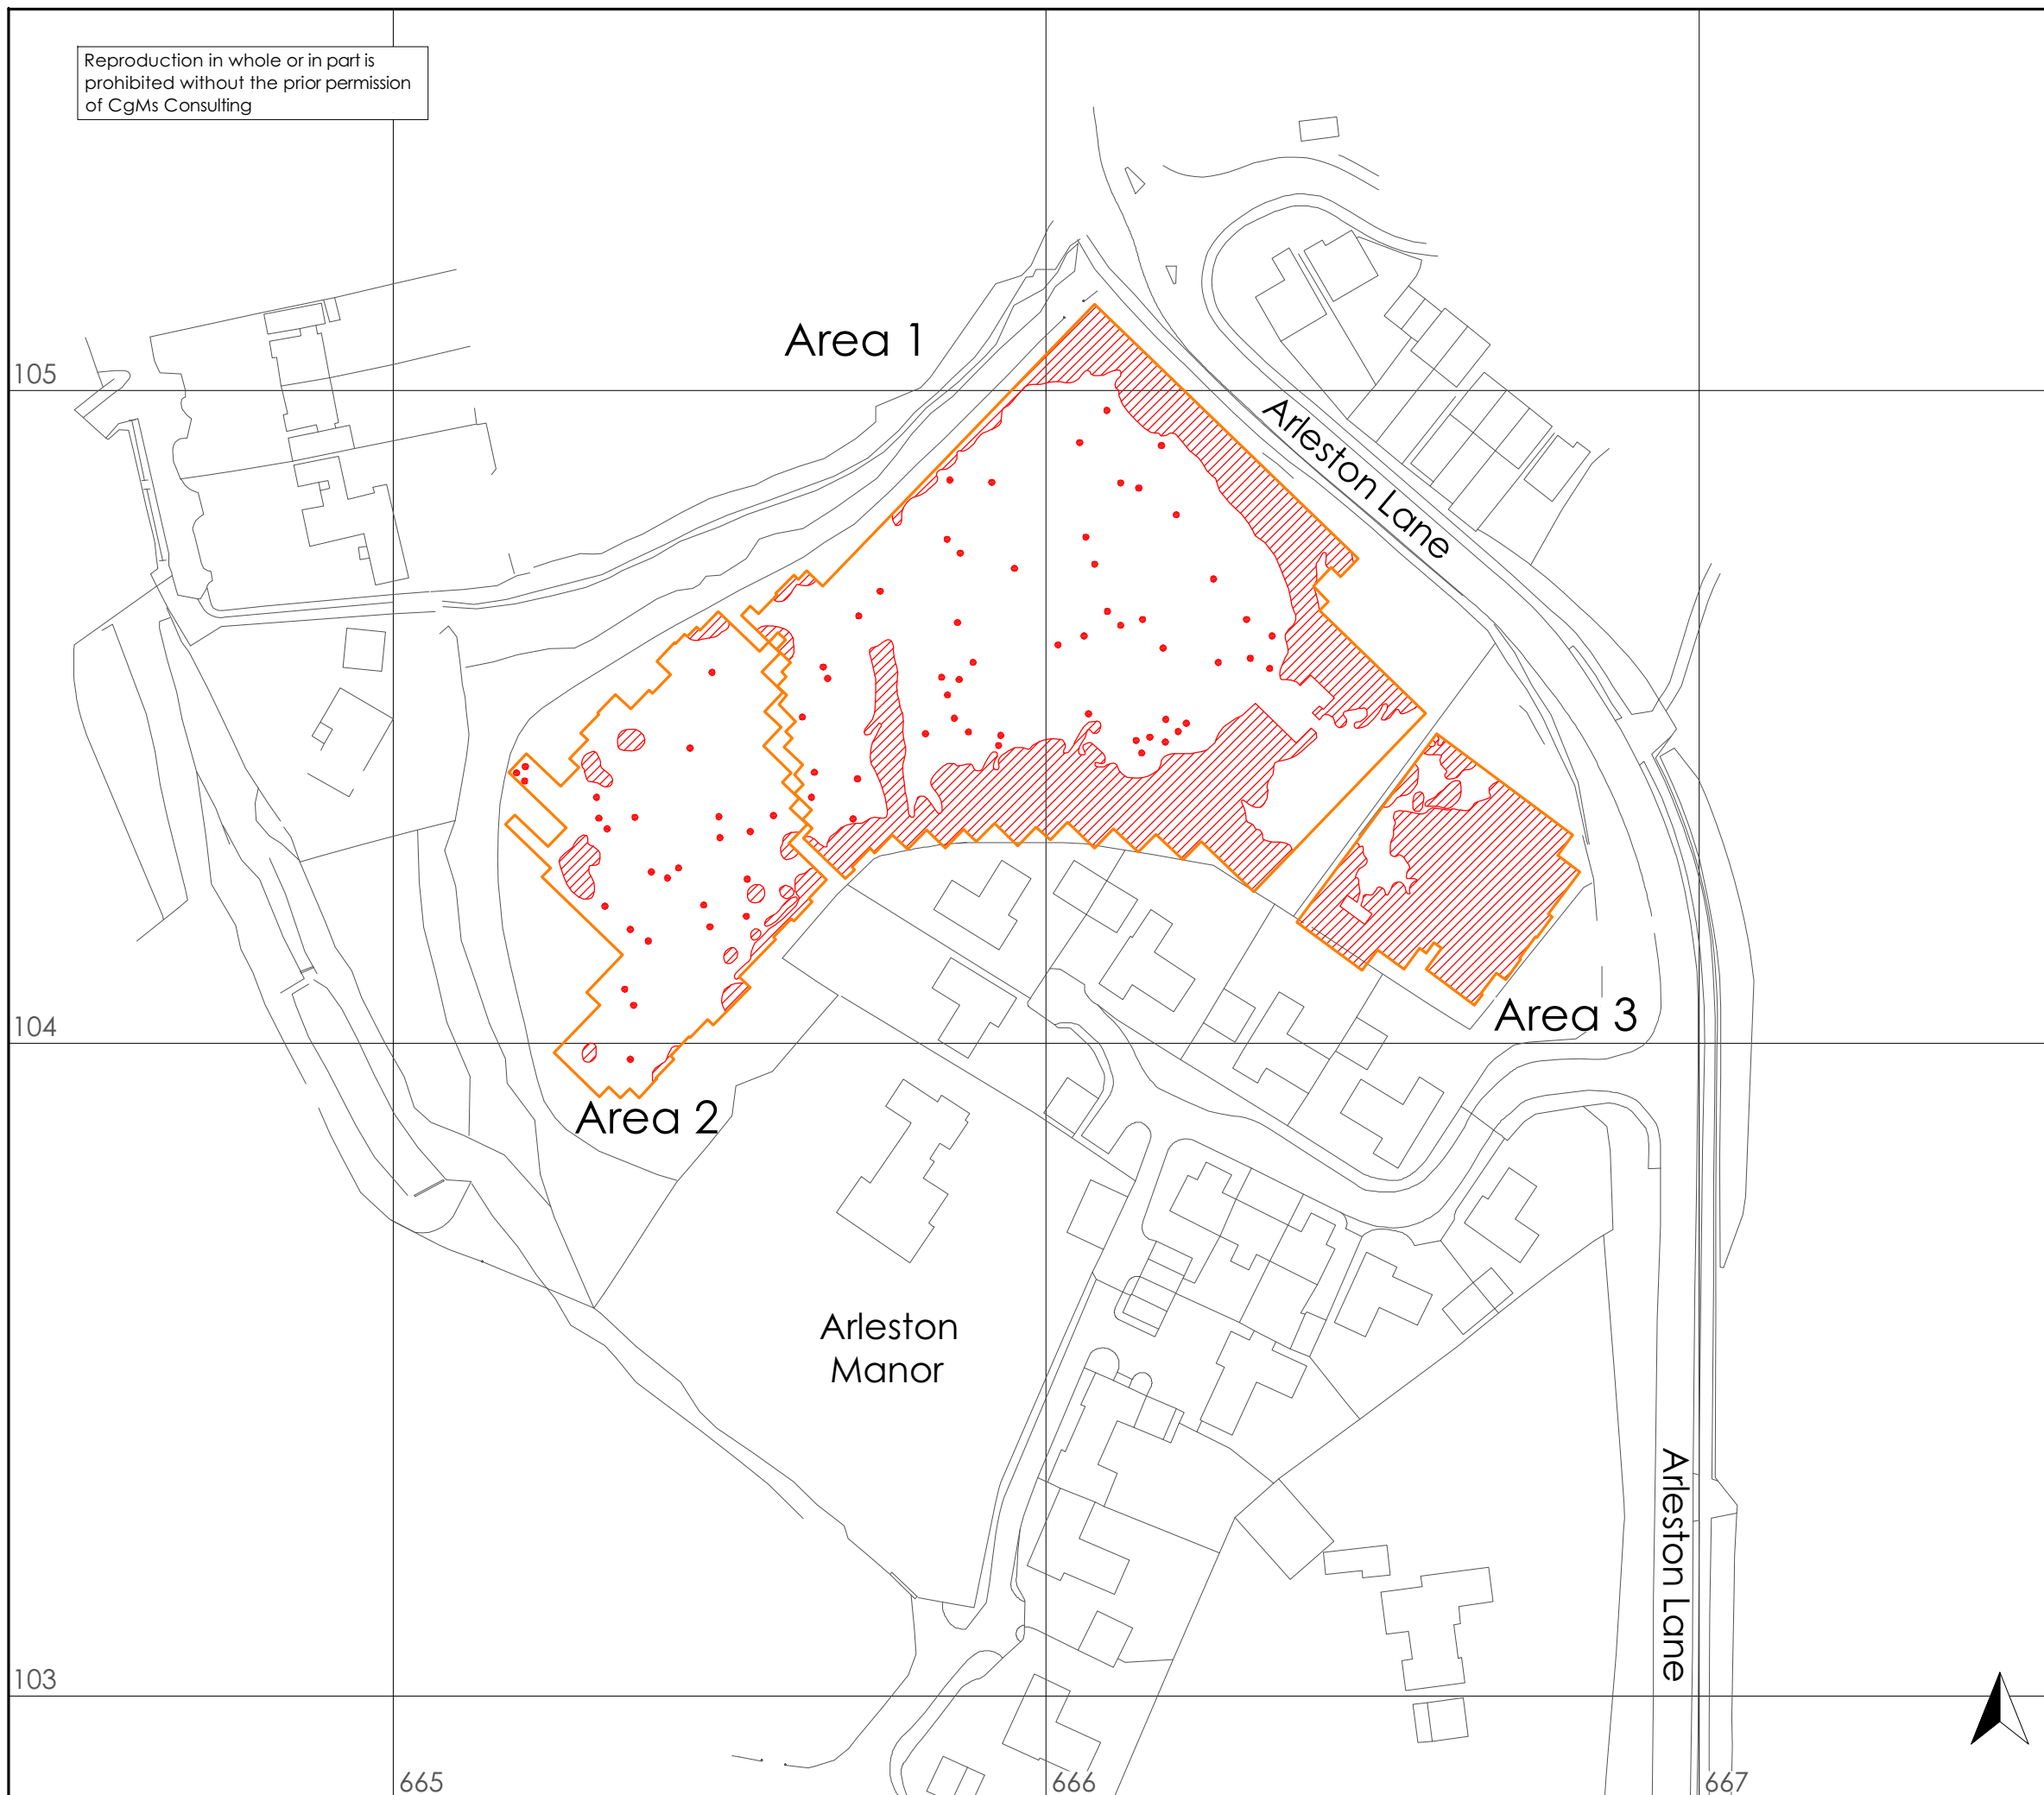 Reproduction in whole or in part is
prohibited without the prior permission
of CgMs Consulting
Area 1
105
Arleston Lane
Area 3
104
Area 2
Arleston
Manor
Arleston Lane
103
665
666
667